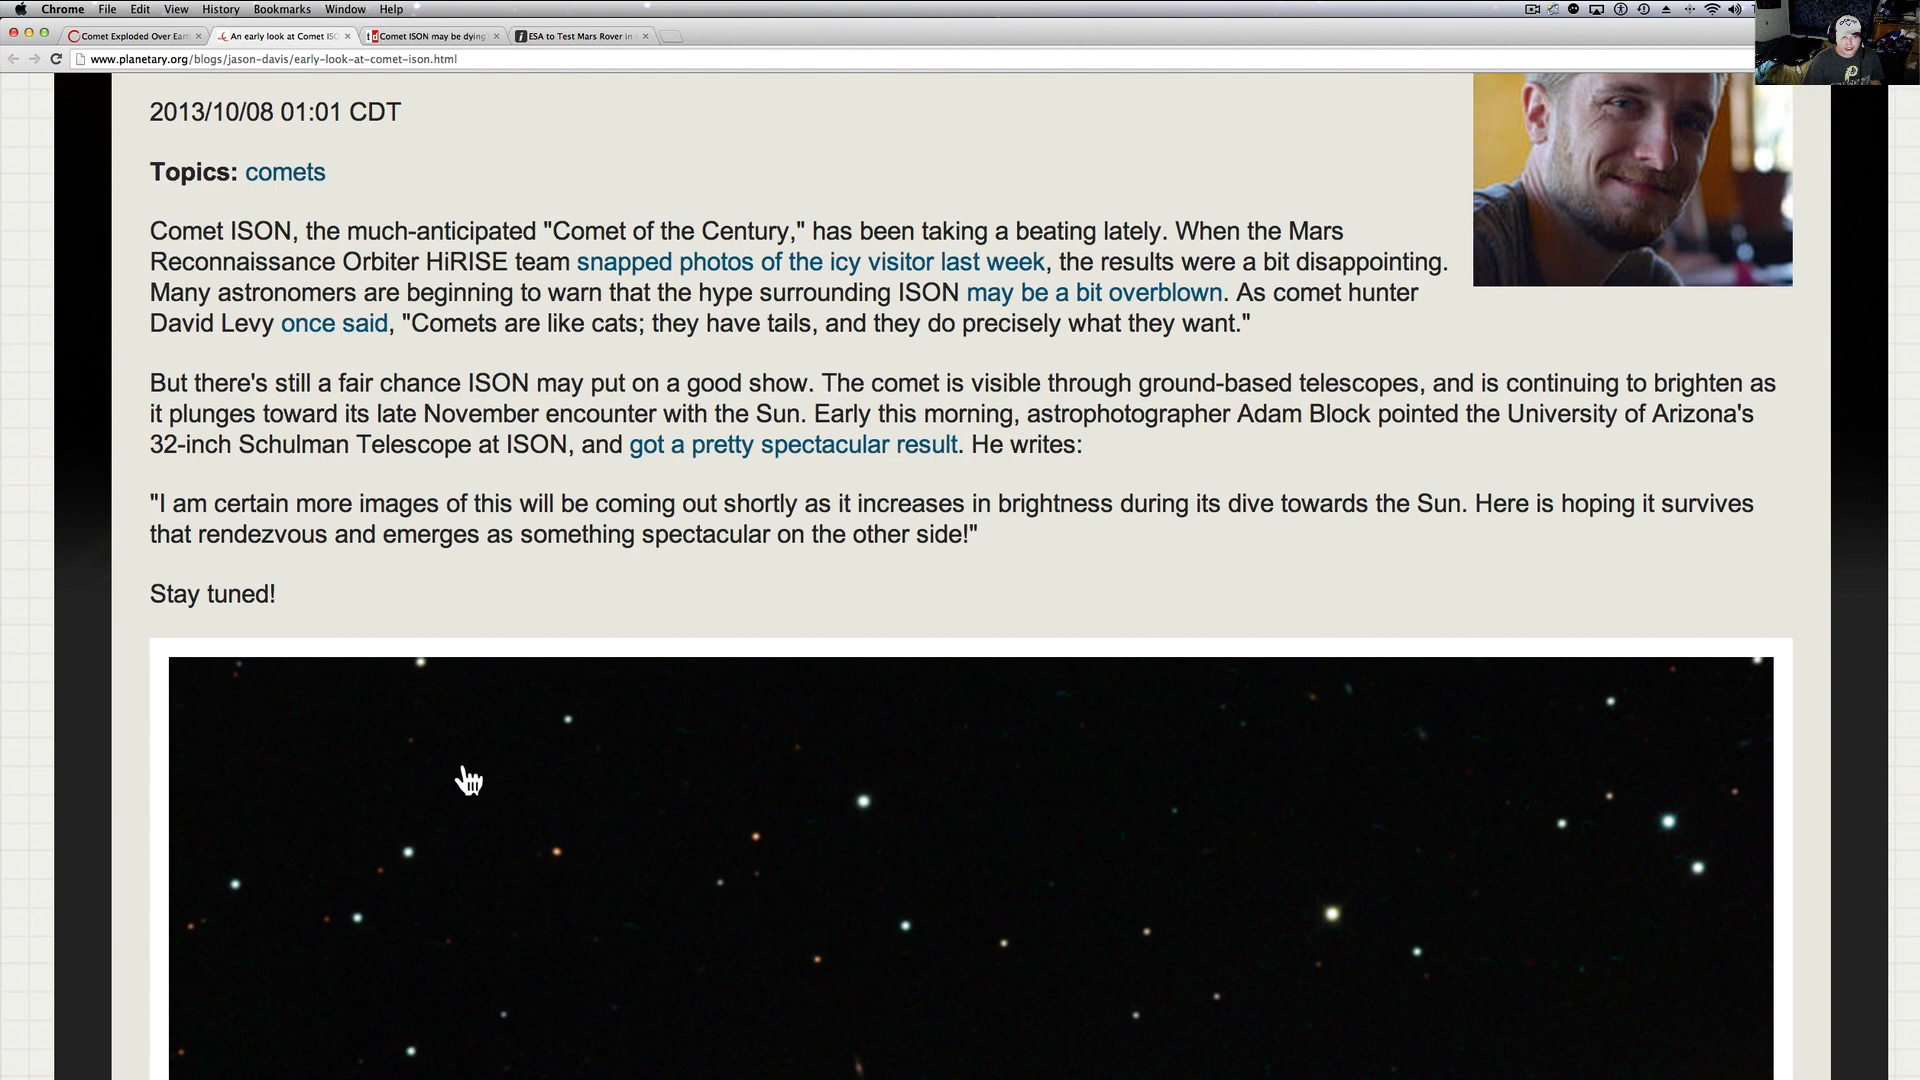 Chrome File Edit View History Bookmarks Window Help
Comet Exploded Over Eart
An early look at Comet ISO
Comet ISON may be dying
ESA to Test Mars Rover in
www.planetary.org/blogs/jason-davis/early-look-at-comet-ison.html
2013/10/08 01:01 CDT
Topics: comets
Comet ISON, the much-anticipated "Comet of the Century," has been taking a beating lately. When the Mars
Reconnaissance Orbiter HiRISE team snapped photos of the icy visitor last week, the results were a bit disappointing.
Many astronomers are beginning to warn that the hype surrounding ISON may be a bit overblown. As comet hunter
David Levy once said, "Comets are like cats; they have tails, and they do precisely what they want."
But there's still a fair chance ISON may put on a good show. The comet is visible through ground-based telescopes, and is continuing to brighten as
it plunges toward its late November encounter with the Sun. Early this morning, astrophotographer Adam Block pointed the University of Arizona's
32-inch Schulman Telescope at ISON, and got a pretty spectacular result. He writes:
"I am certain more images of this will be coming out shortly as it increases in brightness during its dive towards the Sun. Here is hoping it survives
that rendezvous and emerges as something spectacular on the other side!"
Stay tuned!